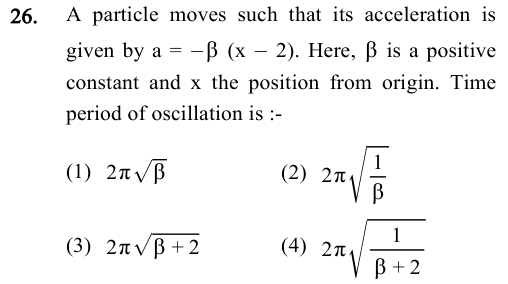 26. A particle moves such that its acceleration is
given by a = −β (x − 2). Here, β is a positive
constant and x the position from origin. Time
period of oscillation is :-
(1) 2π√β (2) 2π√(1/β)
(3) 2π√(β + 2) (4) 2π√(1/(β + 2))